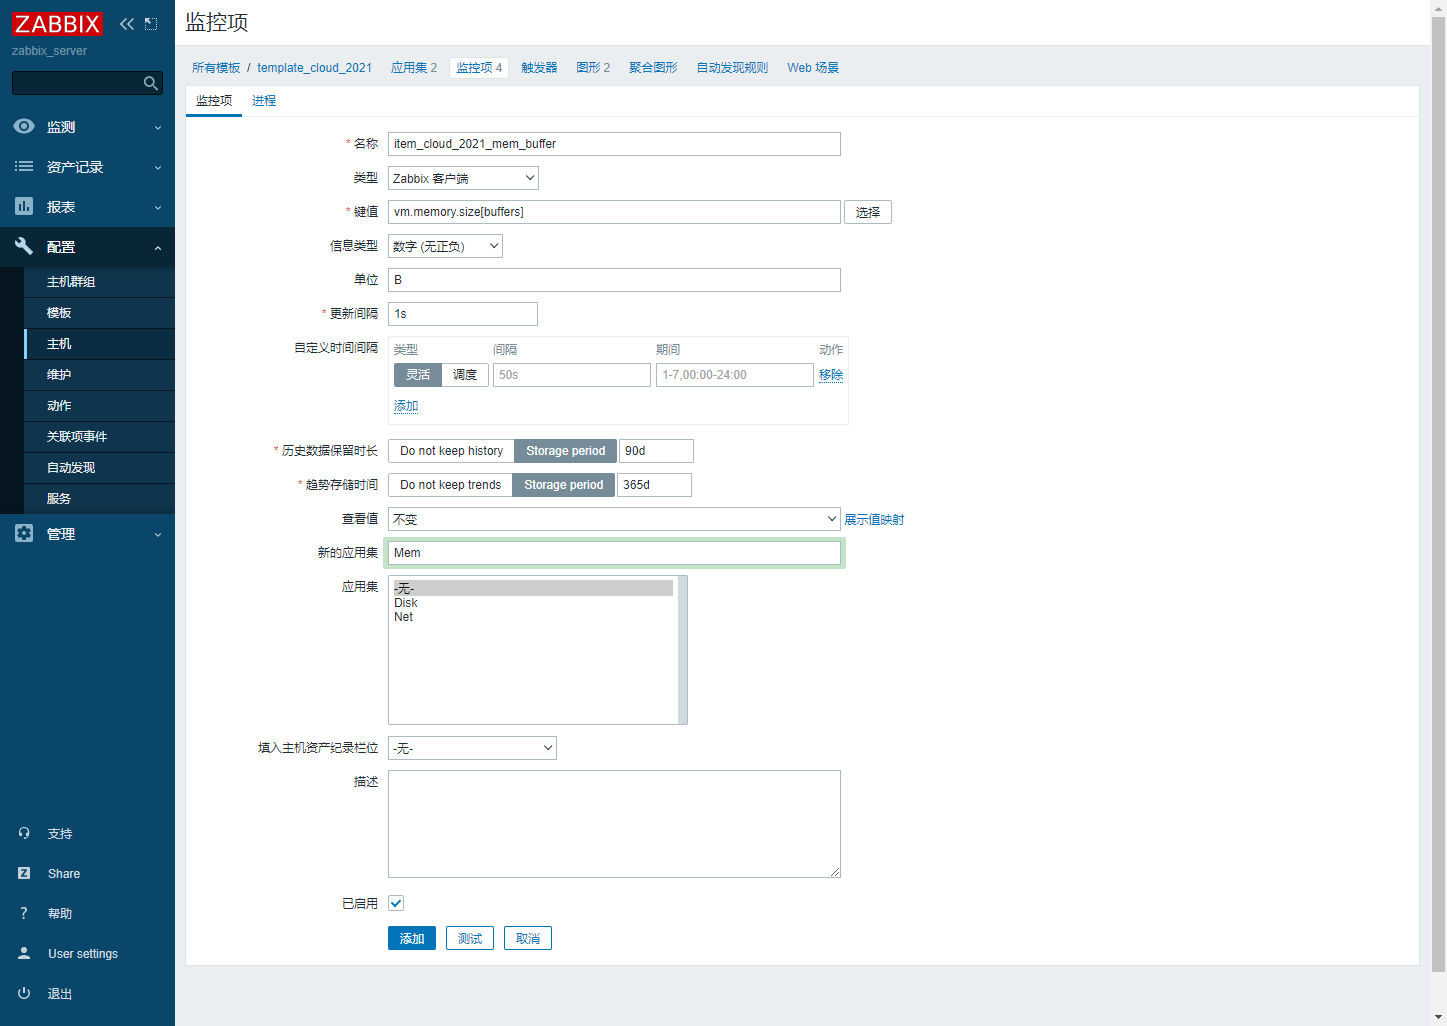 ZABBIX
zabbix_server
监测
资产记录
报表
配置
主机群组
模板
主机
维护
动作
关联项事件
自动发现
服务
管理
支持
Share
帮助
User settings
退出
监控项
所有模板 / template_cloud_2021 应用集 2 监控项 4 触发器 图形 2 聚合图形 自动发现规则 Web 场景
监控项 进程
* 名称 item_cloud_2021_mem_buffer
类型 Zabbix 客户端
* 键值 vm.memory.size[buffers] 选择
信息类型 数字 (无正负)
单位 B
* 更新间隔 1s
自定义时间间隔 类型 间隔 期间 动作
灵活 调度 50s 1-7,00:00-24:00 移除
添加
* 历史数据保留时长 Do not keep history Storage period 90d
* 趋势存储时间 Do not keep trends Storage period 365d
查看值 不变 展示值映射
新的应用集 Mem
应用集 -无-
Disk
Net
填入主机资产纪录栏位 -无-
描述
已启用
添加 测试 取消